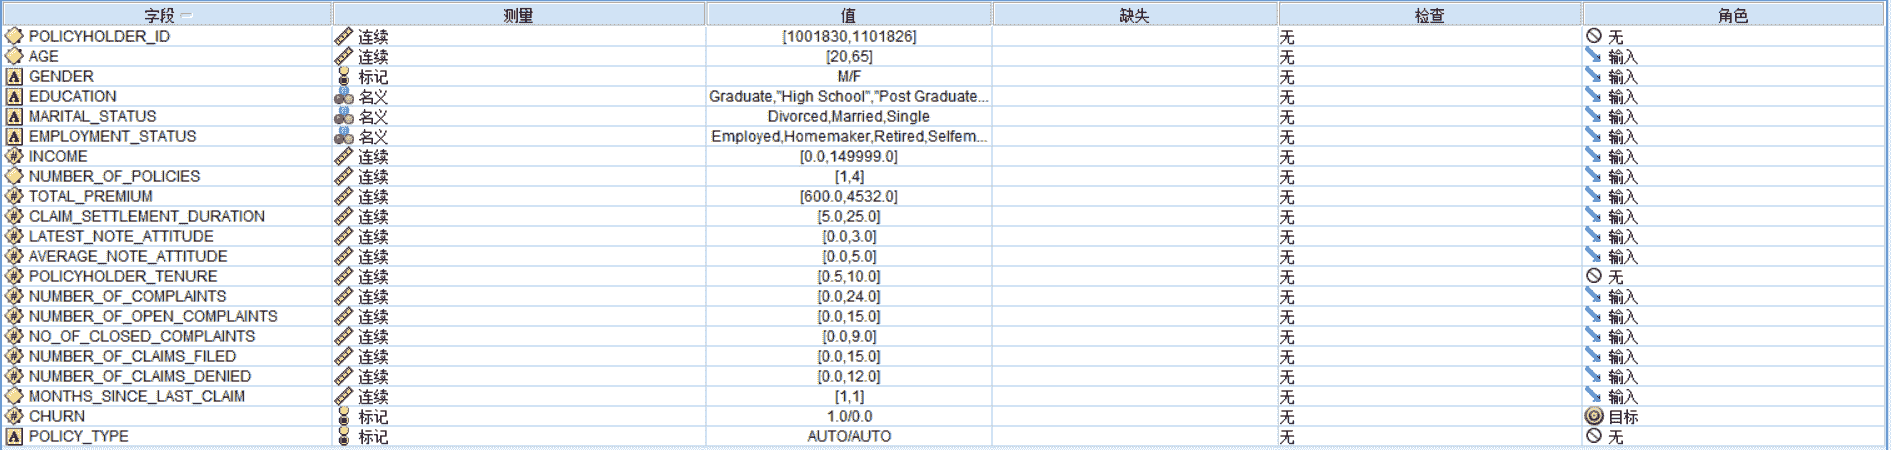 字段 测量 值 缺失 检查 角色
POLICYHOLDER_ID 连续 [1001830,1101826] 无 无
AGE 连续 [20,65] 无 输入
GENDER 标记 M/F 无 输入
EDUCATION 名义 Graduate,"High School","Post Graduate... 无 输入
MARITAL_STATUS 名义 Divorced,Married,Single 无 输入
EMPLOYMENT_STATUS 名义 Employed,Homemaker,Retired,Selfem... 无 输入
INCOME 连续 [0.0,149999.0] 无 输入
NUMBER_OF_POLICIES 连续 [1,4] 无 输入
TOTAL_PREMIUM 连续 [600.0,4532.0] 无 输入
CLAIM_SETTLEMENT_DURATION 连续 [5.0,25.0] 无 输入
LATEST_NOTE_ATTITUDE 连续 [0.0,3.0] 无 输入
AVERAGE_NOTE_ATTITUDE 连续 [0.0,5.0] 无 输入
POLICYHOLDER_TENURE 连续 [0.5,10.0] 无 无
NUMBER_OF_COMPLAINTS 连续 [0.0,24.0] 无 输入
NUMBER_OF_OPEN_COMPLAINTS 连续 [0.0,15.0] 无 输入
NO_OF_CLOSED_COMPLAINTS 连续 [0.0,9.0] 无 输入
NUMBER_OF_CLAIMS_FILED 连续 [0.0,15.0] 无 输入
NUMBER_OF_CLAIMS_DENIED 连续 [0.0,12.0] 无 输入
MONTHS_SINCE_LAST_CLAIM 连续 [1,1] 无 输入
CHURN 标记 1.0/0.0 无 目标
POLICY_TYPE 标记 AUTO/AUTO 无 无